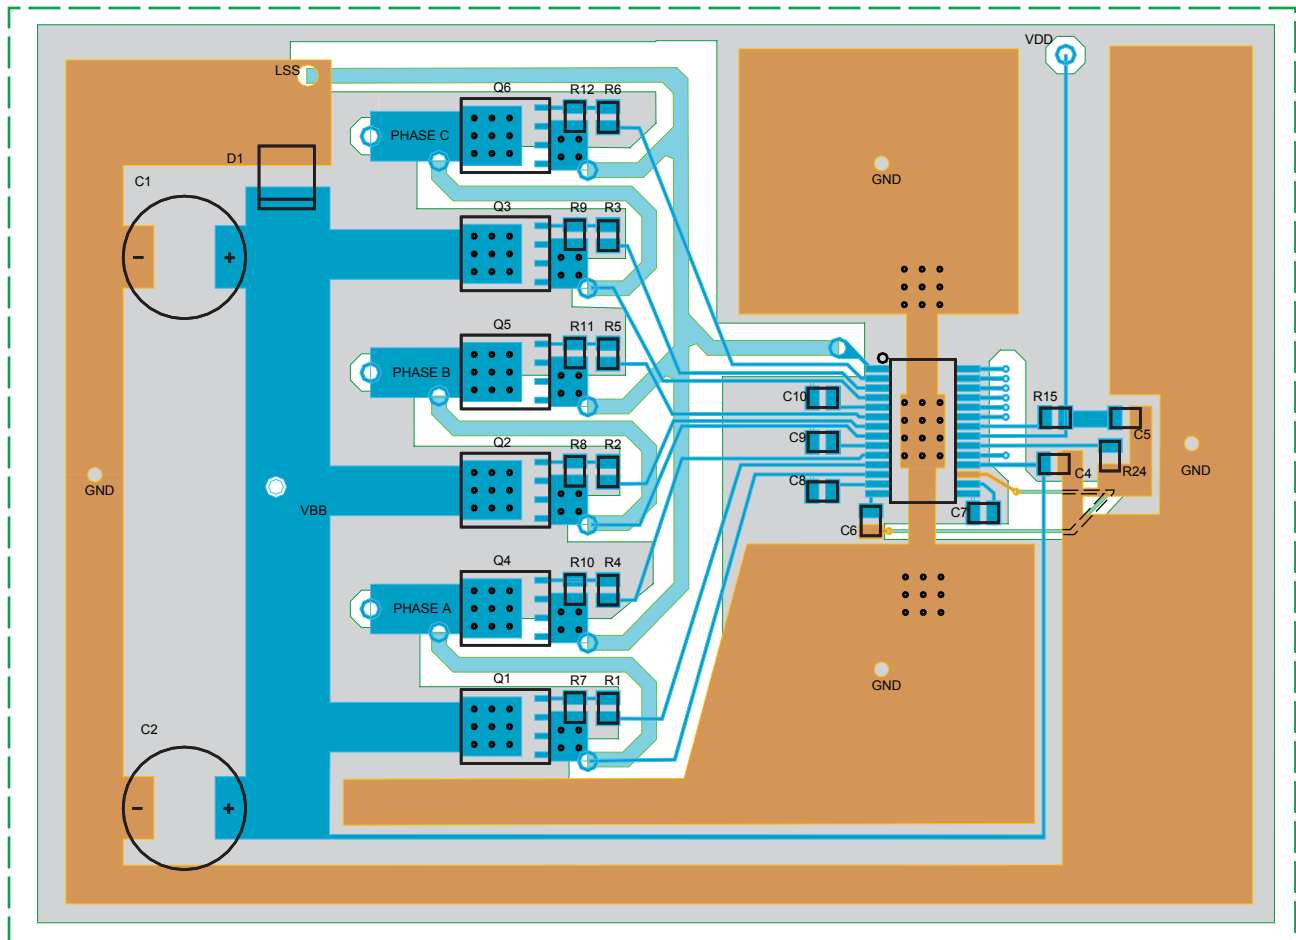 VDD
LSS
Q6
R12 R6
PHASE C
D1
C1
GND
Q3
R9 R3
- +
Q5
R11 R5
PHASE B
C10
R15
C9
C5
Q2
R8 R2
GND
C4
R24
GND
C8
VBB
C7
C6
Q4
R10 R4
PHASE A
Q1
R7 R1
GND
C2
- +